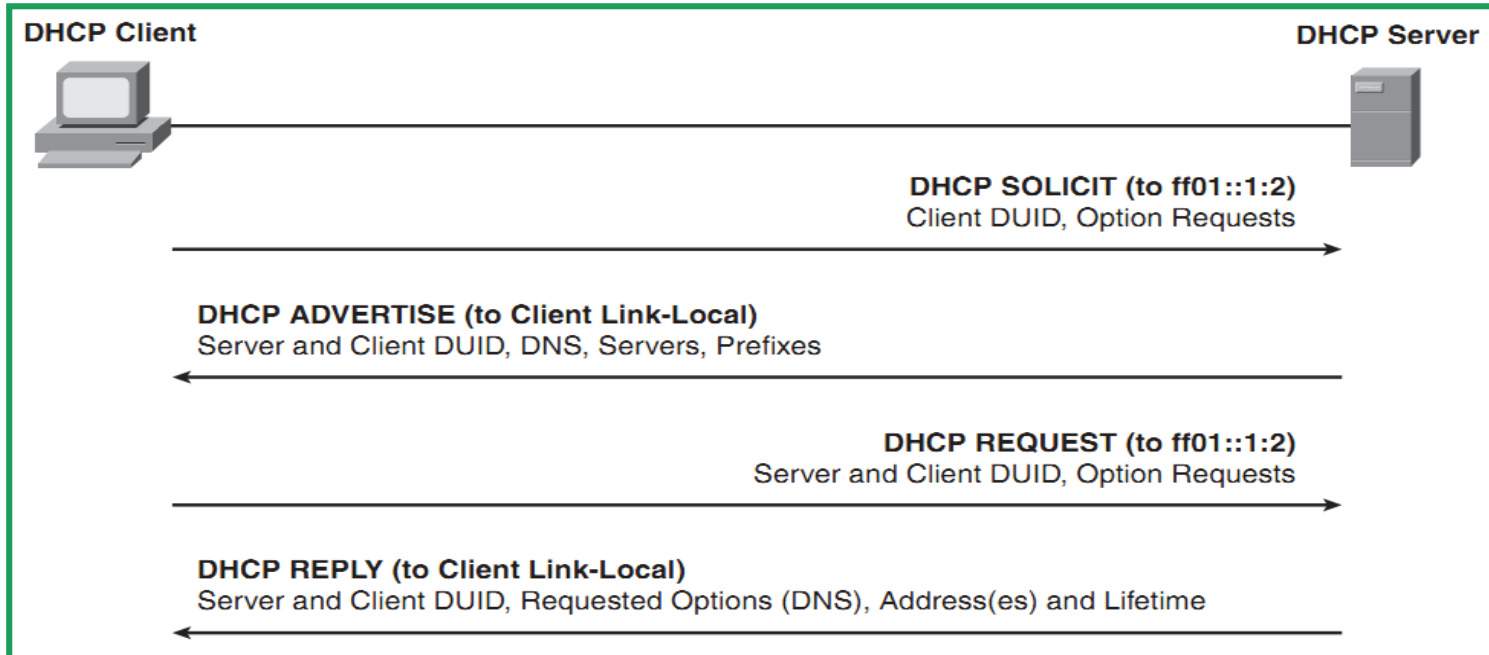 DHCP Client
DHCP Server
DHCP SOLICIT (to ff01::1:2)
Client DUID, Option Requests
DHCP ADVERTISE (to Client Link-Local)
Server and Client DUID, DNS, Servers, Prefixes
DHCP REQUEST (to ff01::1:2)
Server and Client DUID, Option Requests
DHCP REPLY (to Client Link-Local)
Server and Client DUID, Requested Options (DNS), Address(es) and Lifetime